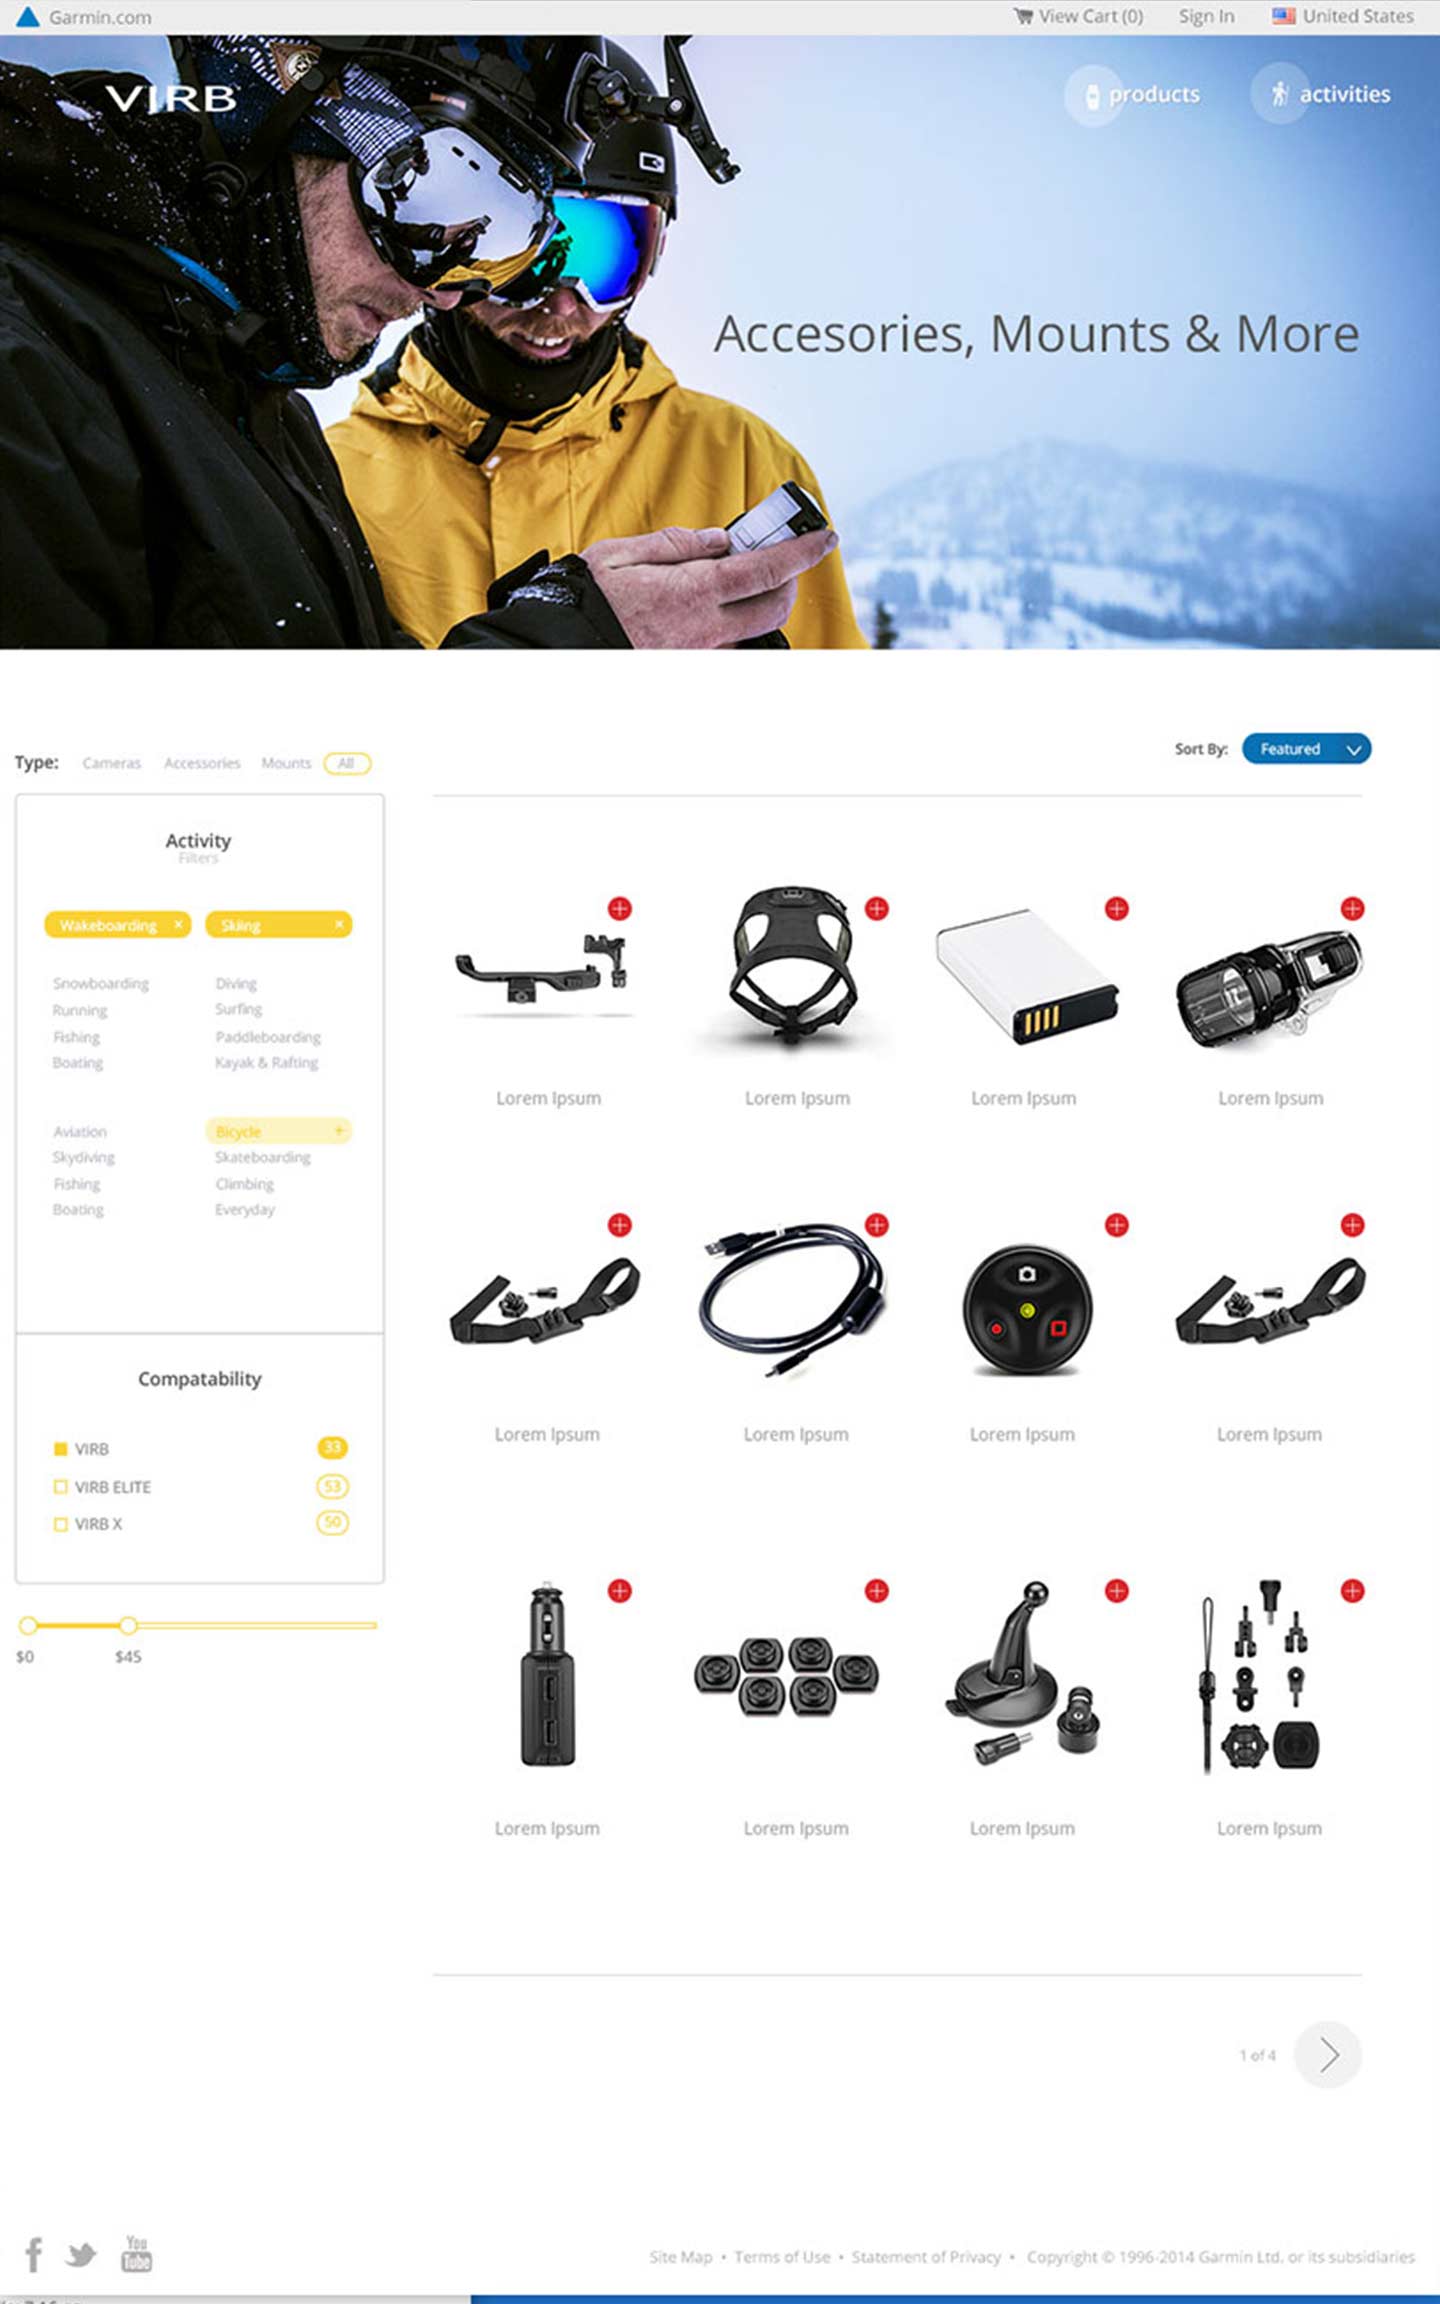 Garmin.com View Cart (0) Sign In United States
VIRB products activities
Accesories, Mounts & More
Type: Cameras Accessories Mounts All
Sort By: Featured
Activity
Filters
Wakeboarding × Skiing ×
Snowboarding Diving
Running Surfing
Fishing Paddleboarding
Boating Kayak & Rafting
Aviation Bicycle +
Skydiving Skateboarding
Fishing Climbing
Boating Everyday
Compatability
VIRB 33
VIRB ELITE 53
VIRB X 50
$0 $45
Lorem Ipsum Lorem Ipsum Lorem Ipsum Lorem Ipsum
Lorem Ipsum Lorem Ipsum Lorem Ipsum Lorem Ipsum
Lorem Ipsum Lorem Ipsum Lorem Ipsum Lorem Ipsum
1 of 4
You
Tube
Site Map • Terms of Use • Statement of Privacy • Copyright © 1996-2014 Garmin Ltd. or its subsidiaries